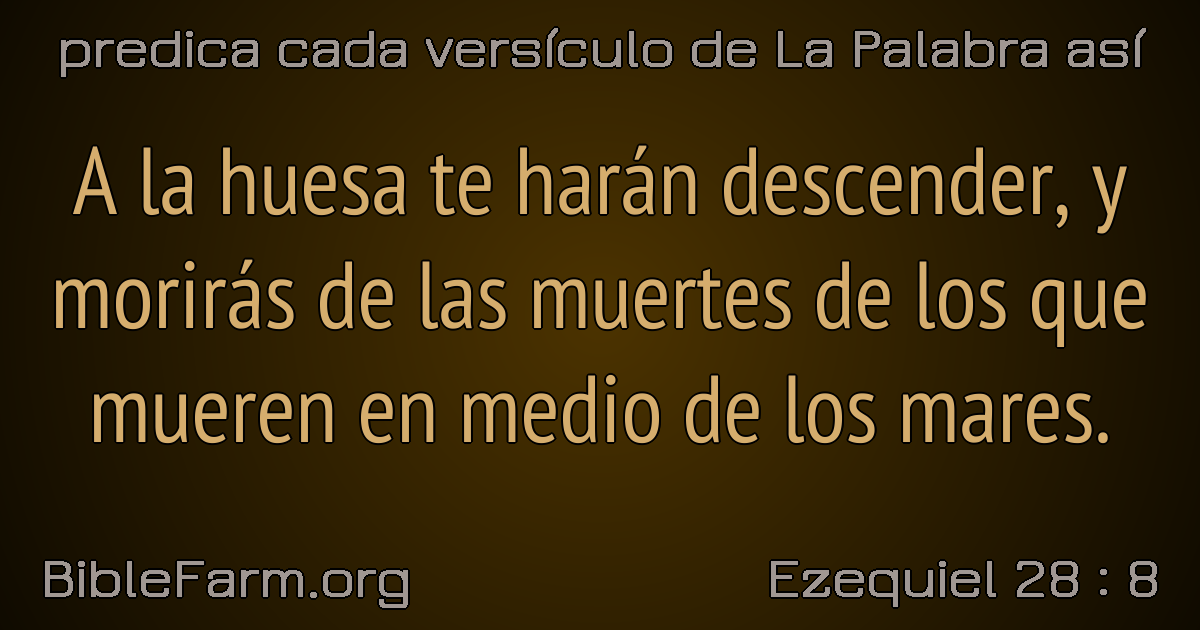 predica cada versículo de La Palabra así
A la huesa te harán descender, y
morirás de las muertes de los que
mueren en medio de los mares.
BibleFarm.org
Ezequiel 28 : 8